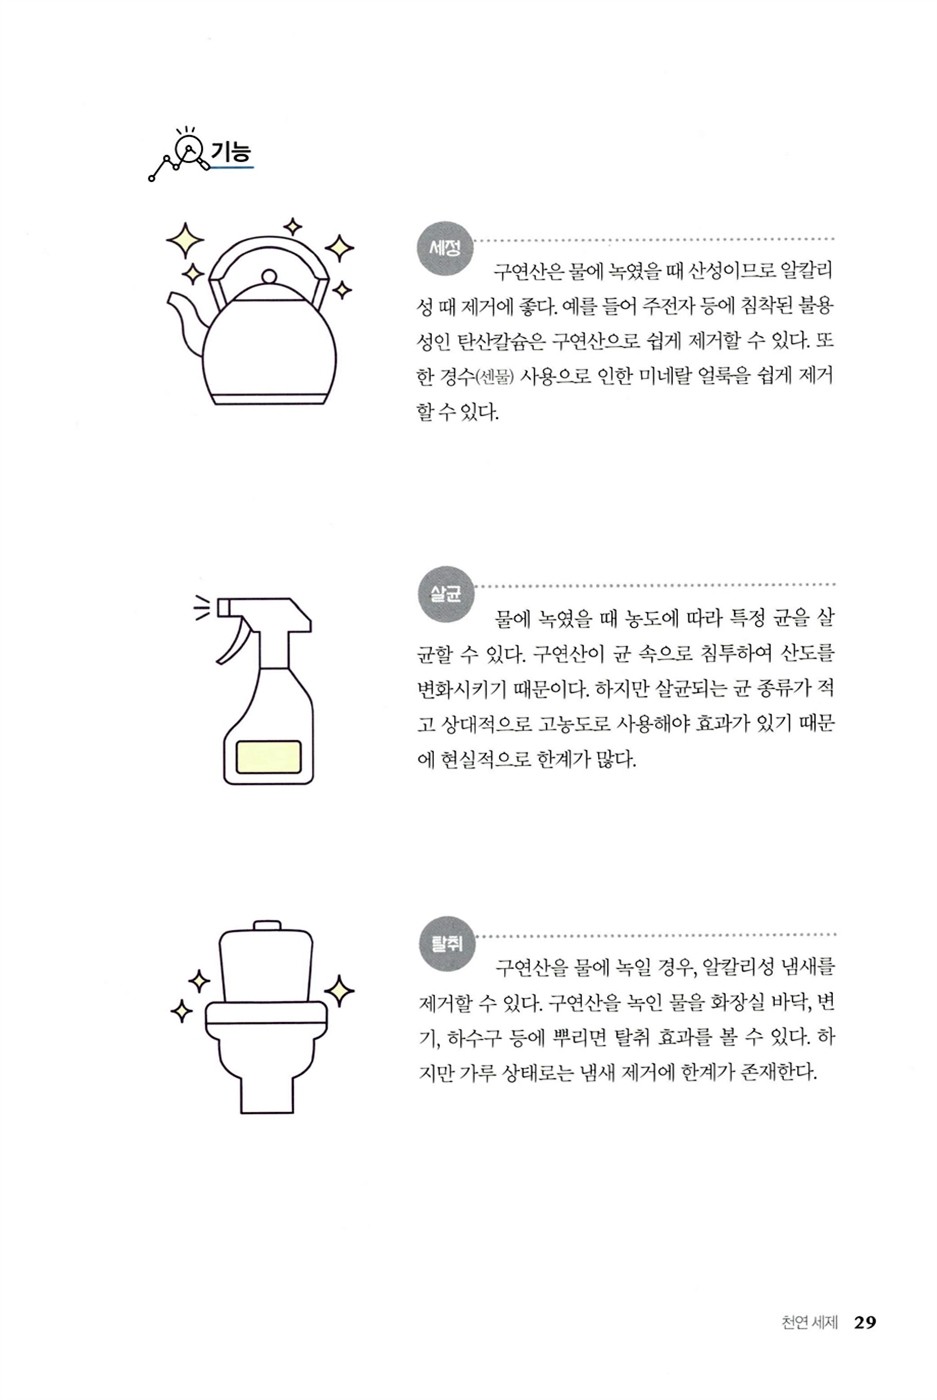 기능
세정
구연산은 물에 녹였을 때 산성이므로 알칼리
성 때 제거에 좋다. 예를 들어 주전자 등에 침착된 불용
성인 탄산칼슘은 구연산으로 쉽게 제거할 수 있다. 또
한 경수(센물) 사용으로 인한 미네랄 얼룩을 쉽게 제거
할 수 있다.
살균
물에 녹였을 때 농도에 따라 특정 균을 살
균할 수 있다. 구연산이 균 속으로 침투하여 산도를
변화시키기 때문이다. 하지만 살균되는 균 종류가 적
고 상대적으로 고농도로 사용해야 효과가 있기 때문
에 현실적으로 한계가 많다.
탈취
구연산을 물에 녹일 경우, 알칼리성 냄새를
제거할 수 있다. 구연산을 녹인 물을 화장실 바닥, 변
기, 하수구 등에 뿌리면 탈취 효과를 볼 수 있다. 하
지만 가루 상태로는 냄새 제거에 한계가 존재한다.
천연 세제 29